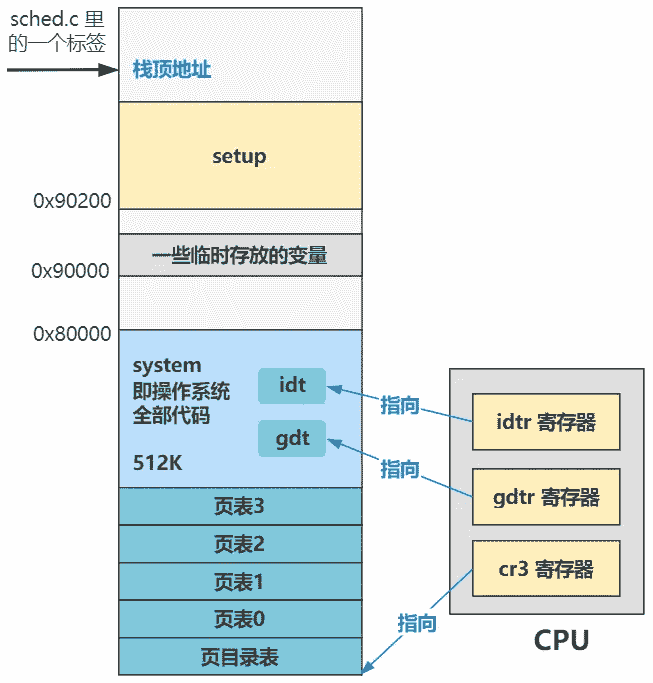 sched.c 里
的一个标签
栈顶地址
setup
0x90200
一些临时存放的变量
0x90000
0x80000
system
即操作系统
全部代码
512K
idt
gdt
指向
指向
idtr 寄存器
gdtr 寄存器
cr3 寄存器
指向
CPU
页表3
页表2
页表1
页表0
页目录表